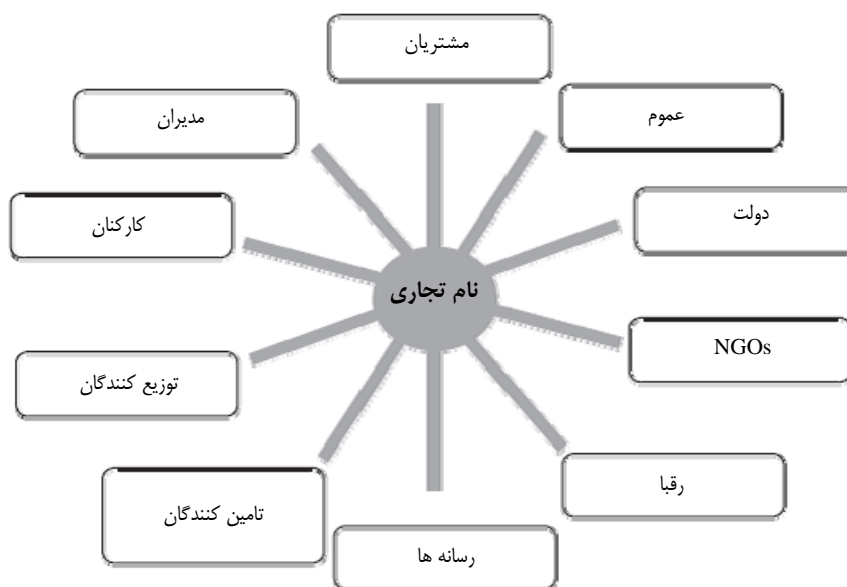 مشتریان
عموم
مدیران
دولت
کارکنان
نام تجاری
NGOs
توزیع کنندگان
رقبا
تامین کنندگان
رسانه ها